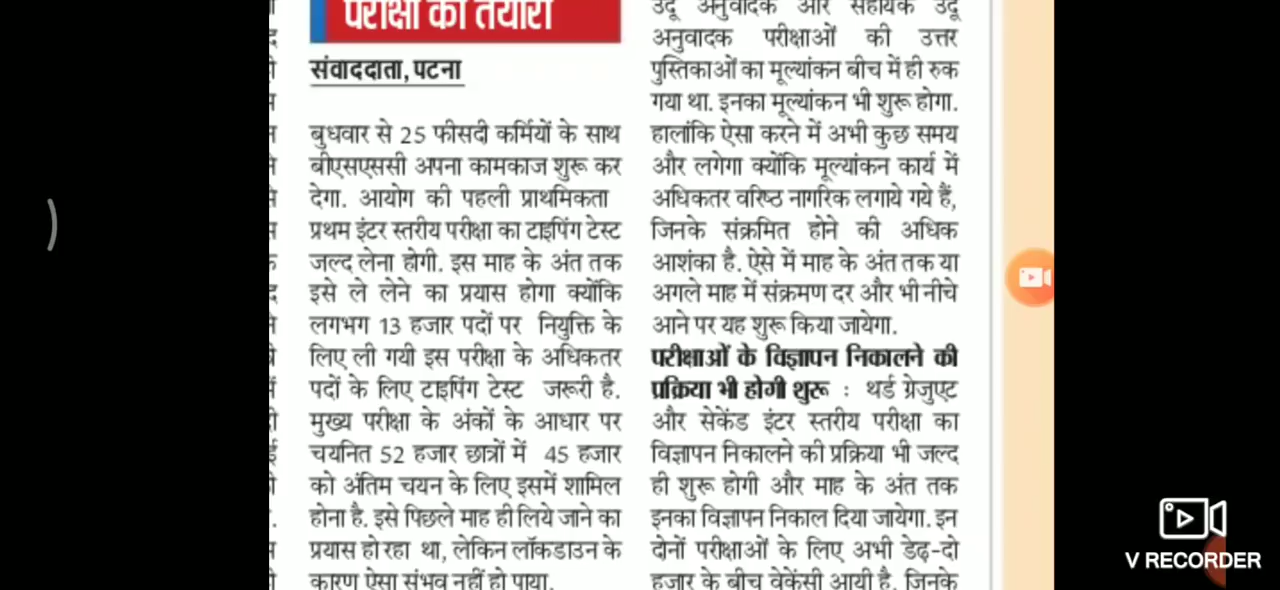 परीक्षा की तैयारी
संवाददाता, पटना
बुधवार से 25 फीसदी कर्मियों के साथ
बीएसएससी अपना कामकाज शुरू कर
देगा. आयोग की पहली प्राथमिकता
प्रथम इंटर स्तरीय परीक्षा का टाइपिंग टेस्ट
जल्द लेना होगी. इस माह के अंत तक
इसे ले लेने का प्रयास होगा क्योंकि
लगभग 13 हजार पदों पर नियुक्ति के
लिए ली गयी इस परीक्षा के अधिकतर
पदों के लिए टाइपिंग टेस्ट जरूरी है.
मुख्य परीक्षा के अंकों के आधार पर
चयनित 52 हजार छात्रों में 45 हजार
को अंतिम चयन के लिए इसमें शामिल
होना है. इसे पिछले माह ही लिये जाने का
प्रयास हो रहा था, लेकिन लॉकडाउन के
कारण ऐसा संभव नहीं हो पाया.
उर्दू अनुवादक और सहायक उर्दू
अनुवादक परीक्षाओं की उत्तर
पुस्तिकाओं का मूल्यांकन बीच में ही रुक
गया था. इनका मूल्यांकन भी शुरू होगा.
हालांकि ऐसा करने में अभी कुछ समय
और लगेगा क्योंकि मूल्यांकन कार्य में
अधिकतर वरिष्ठ नागरिक लगाये गये हैं,
जिनके संक्रमित होने की अधिक
आशंका है. ऐसे में माह के अंत तक या
अगले माह में संक्रमण दर और भी नीचे
आने पर यह शुरू किया जायेगा.
परीक्षाओं के विज्ञापन निकालने की
प्रक्रिया भी होगी शुरू : थर्ड ग्रेजुएट
और सेकेंड इंटर स्तरीय परीक्षा का
विज्ञापन निकालने की प्रक्रिया भी जल्द
ही शुरू होगी और माह के अंत तक
इनका विज्ञापन निकाल दिया जायेगा. इन
दोनों परीक्षाओं के लिए अभी डेढ़-दो
हजार के बीच वेकेंसी आयी है. जिनके
V RECORDER